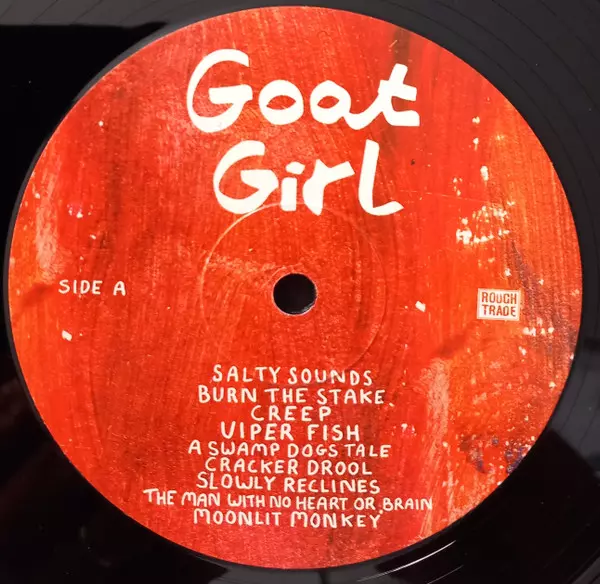 Goat
Girl
SIDE A
ROUGH
TRADE
SALTY SOUNDS
BURN THE STAKE
CREEP
VIPER FISH
A SWAMP DOGS TALE
CRACKER DROOL
SLOWLY RECLINES
THE MAN WITH NO HEART OR BRAIN
MOONLIT MONKEY